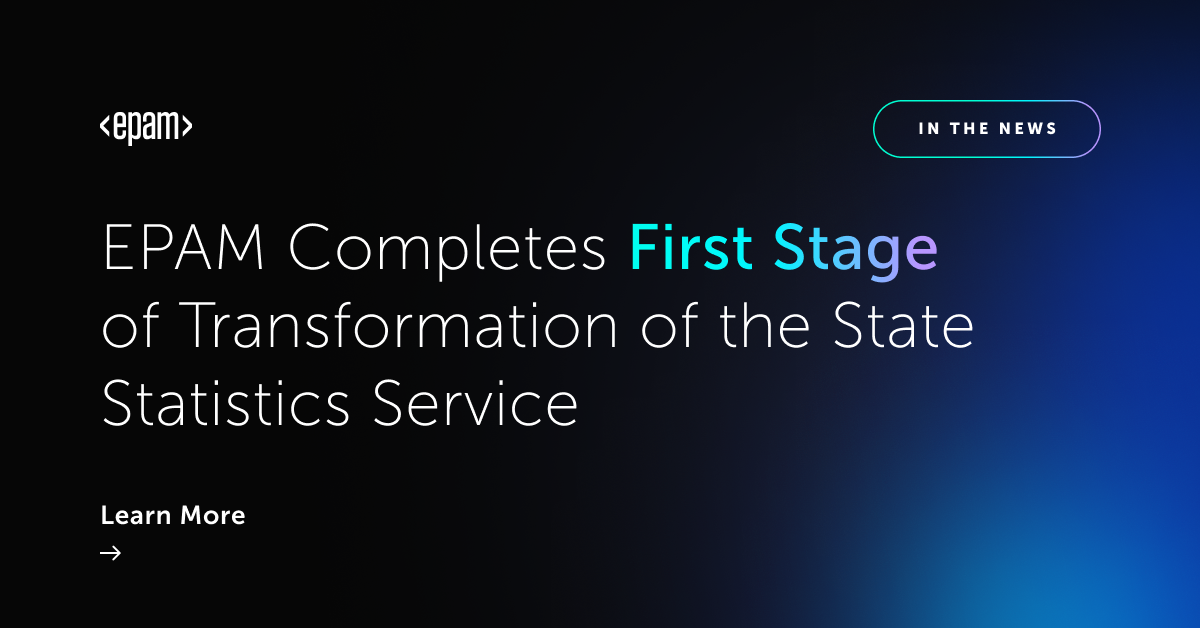 <epam>
IN THE NEWS
EPAM Completes First Stage
of Transformation of the State
Statistics Service
Learn More
→